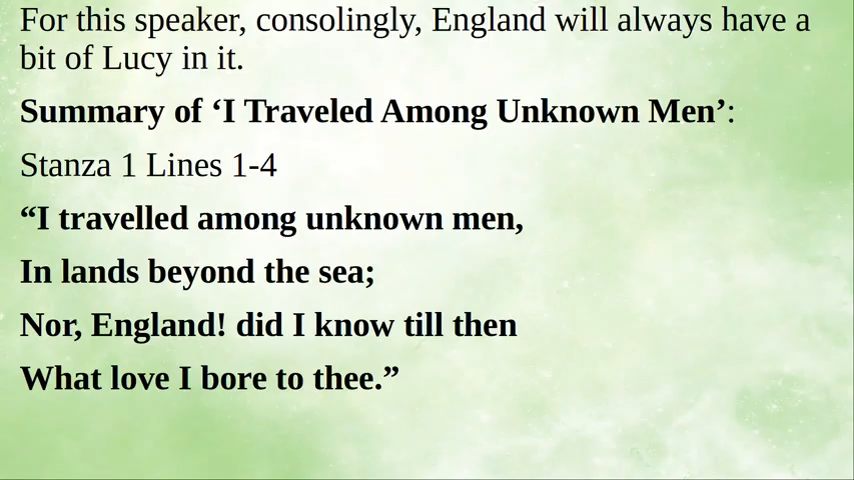 For this speaker, consolingly, England will always have a
bit of Lucy in it.
Summary of ‘I Traveled Among Unknown Men’:
Stanza 1 Lines 1-4
“I travelled among unknown men,
In lands beyond the sea;
Nor, England! did I know till then
What love I bore to thee.”